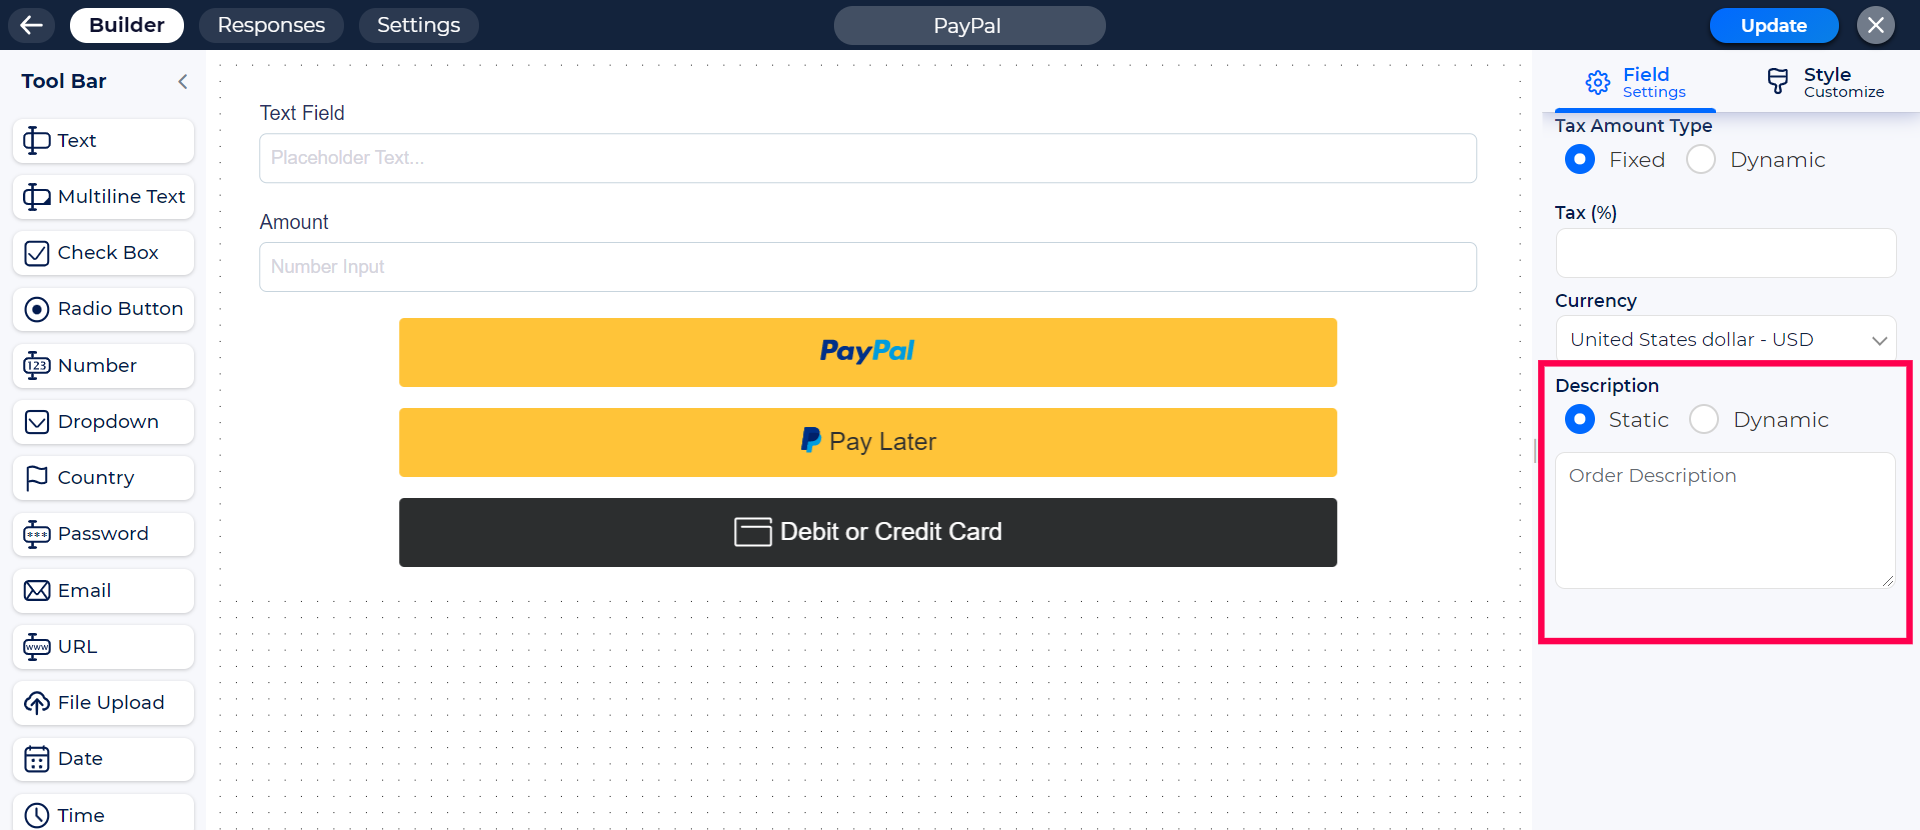 Builder
Responses
Settings
PayPal
Update
Tool Bar
Text
Multiline Text
Check Box
Radio Button
123 Number
Dropdown
Country
*** Password
Email
www URL
File Upload
Date
Time
Text Field
Placeholder Text...
Amount
Number Input
PayPal
Pay Later
Debit or Credit Card
Field
Settings
Style
Customize
Tax Amount Type
Fixed
Dynamic
Tax (%)
Currency
United States dollar - USD
Description
Static
Dynamic
Order Description